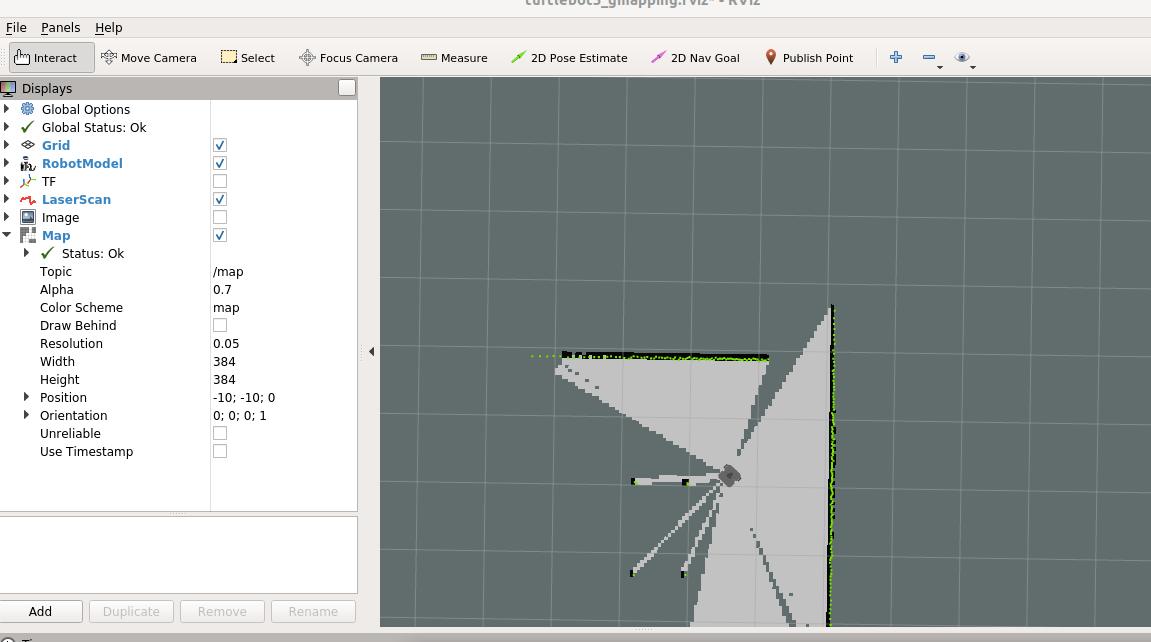 turtlebot3_gmapping.rviz* - RViz
File Panels Help
Interact Move Camera Select Focus Camera Measure 2D Pose Estimate 2D Nav Goal Publish Point
Displays
Global Options
Global Status: Ok
Grid
RobotModel
TF
LaserScan
Image
Map
Status: Ok
Topic /map
Alpha 0.7
Color Scheme map
Draw Behind
Resolution 0.05
Width 384
Height 384
Position -10; -10; 0
Orientation 0; 0; 0; 1
Unreliable
Use Timestamp
Add Duplicate Remove Rename